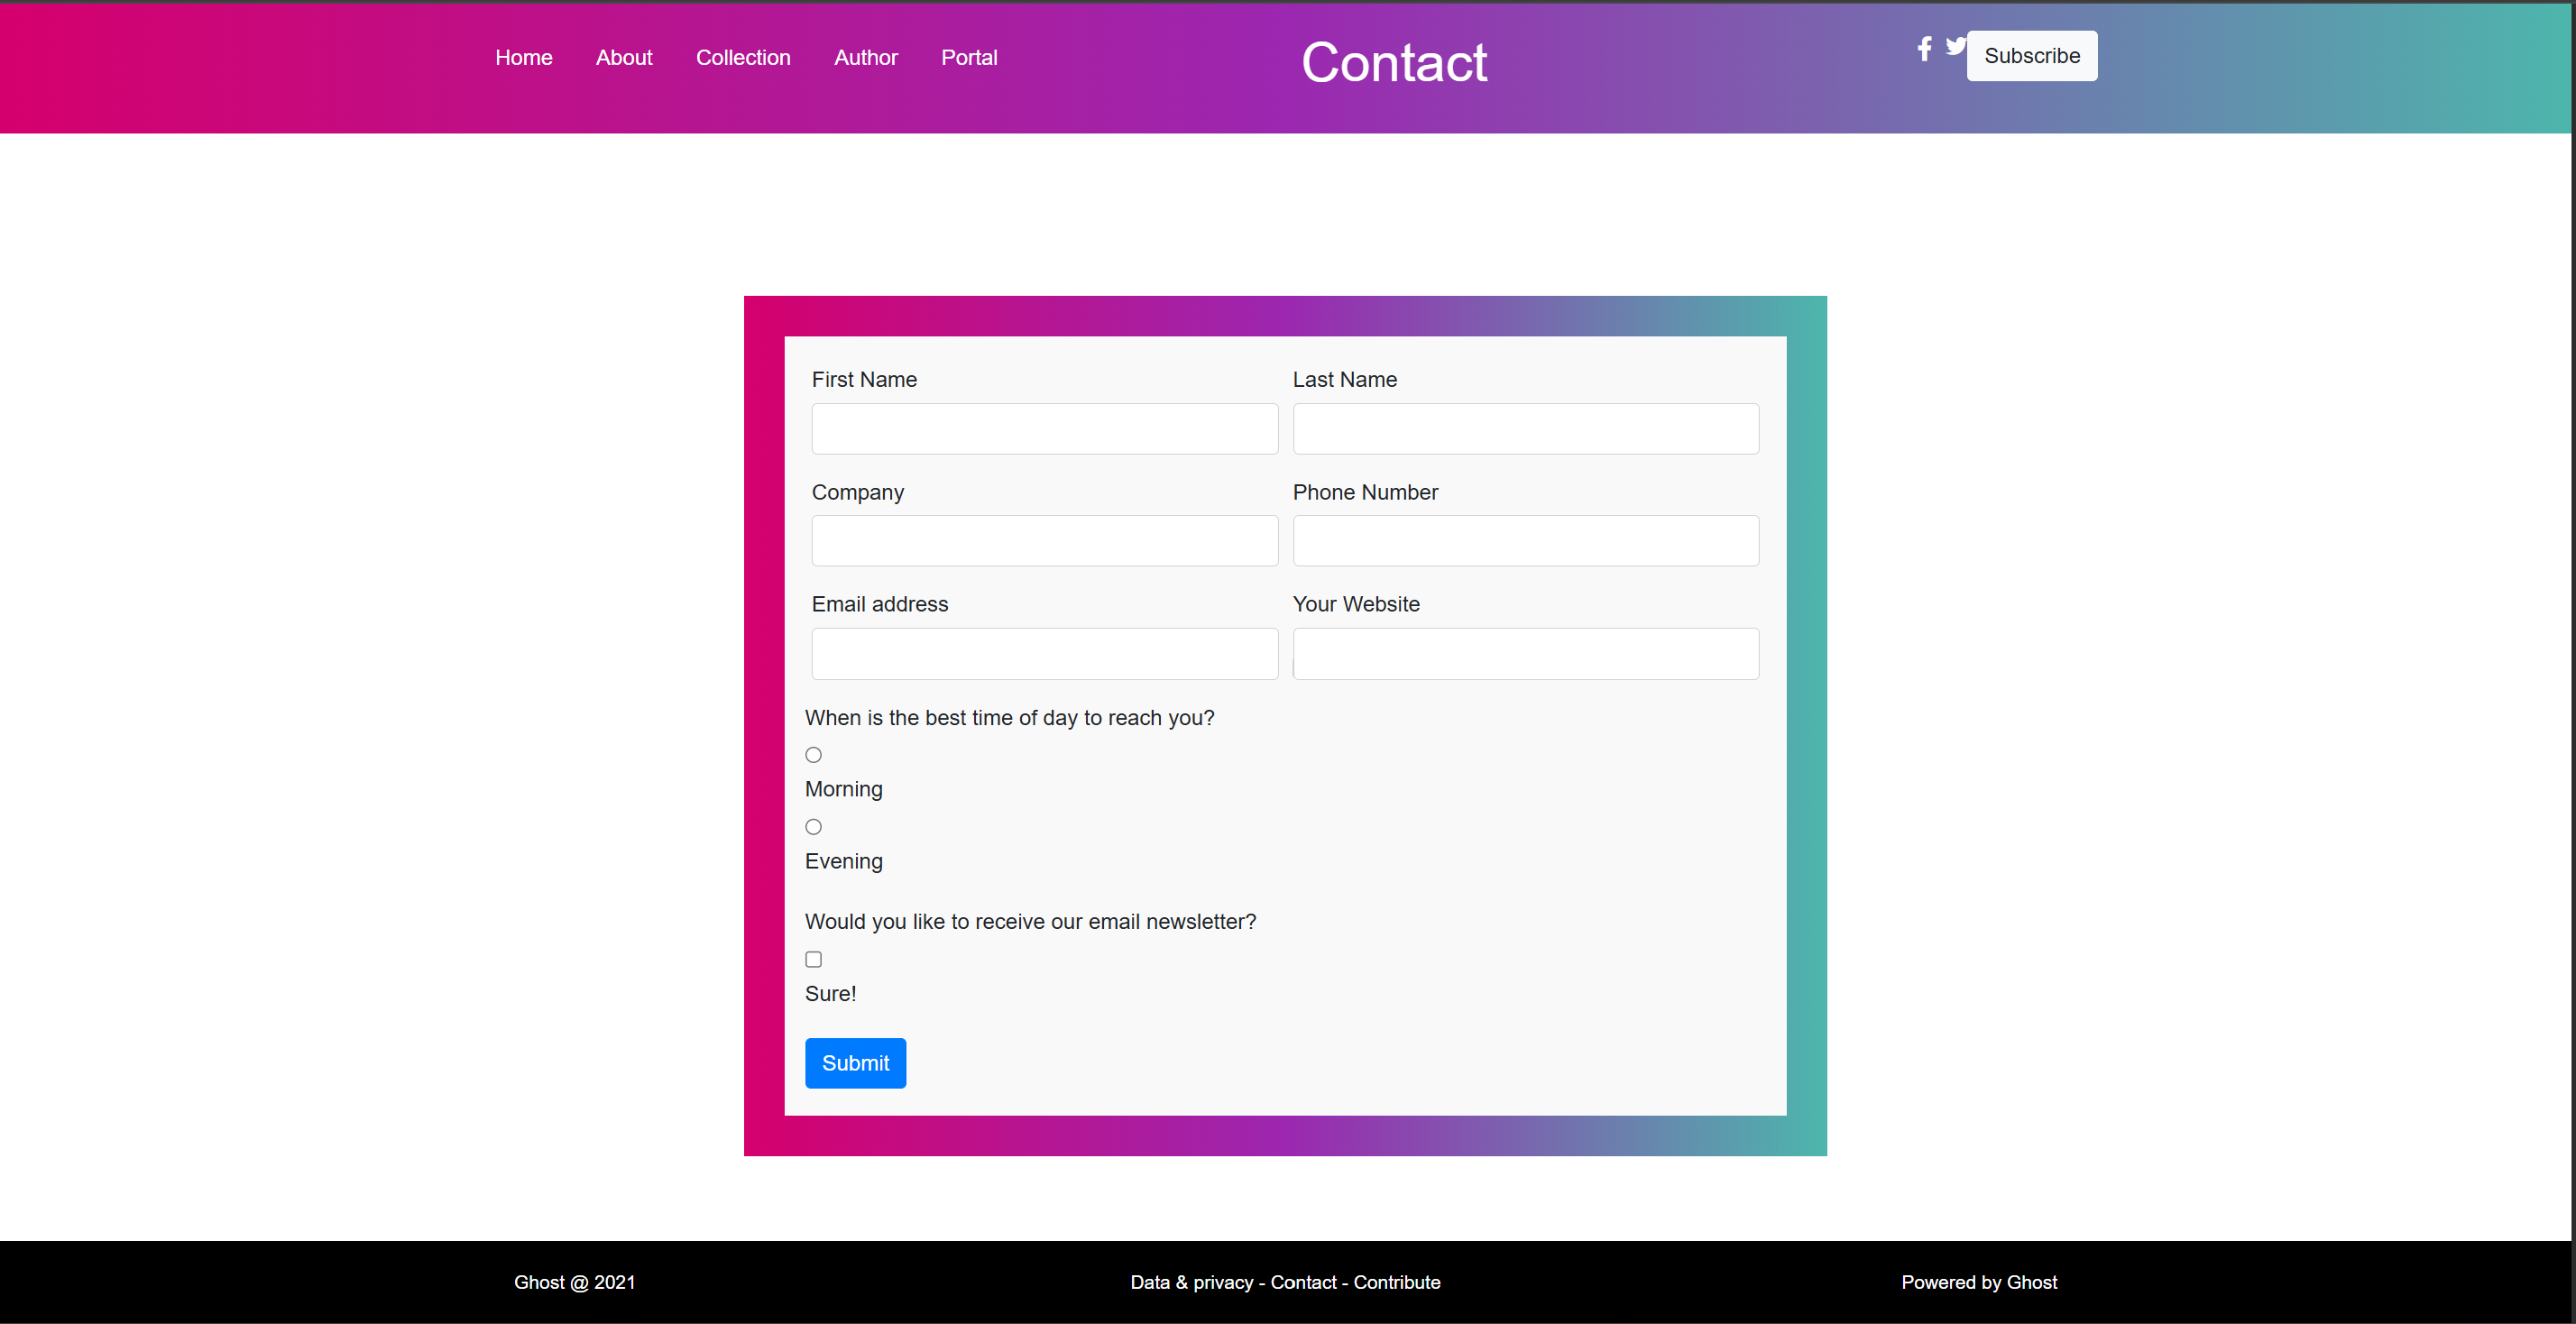 Home About Collection Author Portal Contact Subscribe
First Name Last Name
Company Phone Number
Email address Your Website
When is the best time of day to reach you?
Morning
Evening
Would you like to receive our email newsletter?
Sure!
Submit
Ghost @ 2021 Data & privacy - Contact - Contribute Powered by Ghost